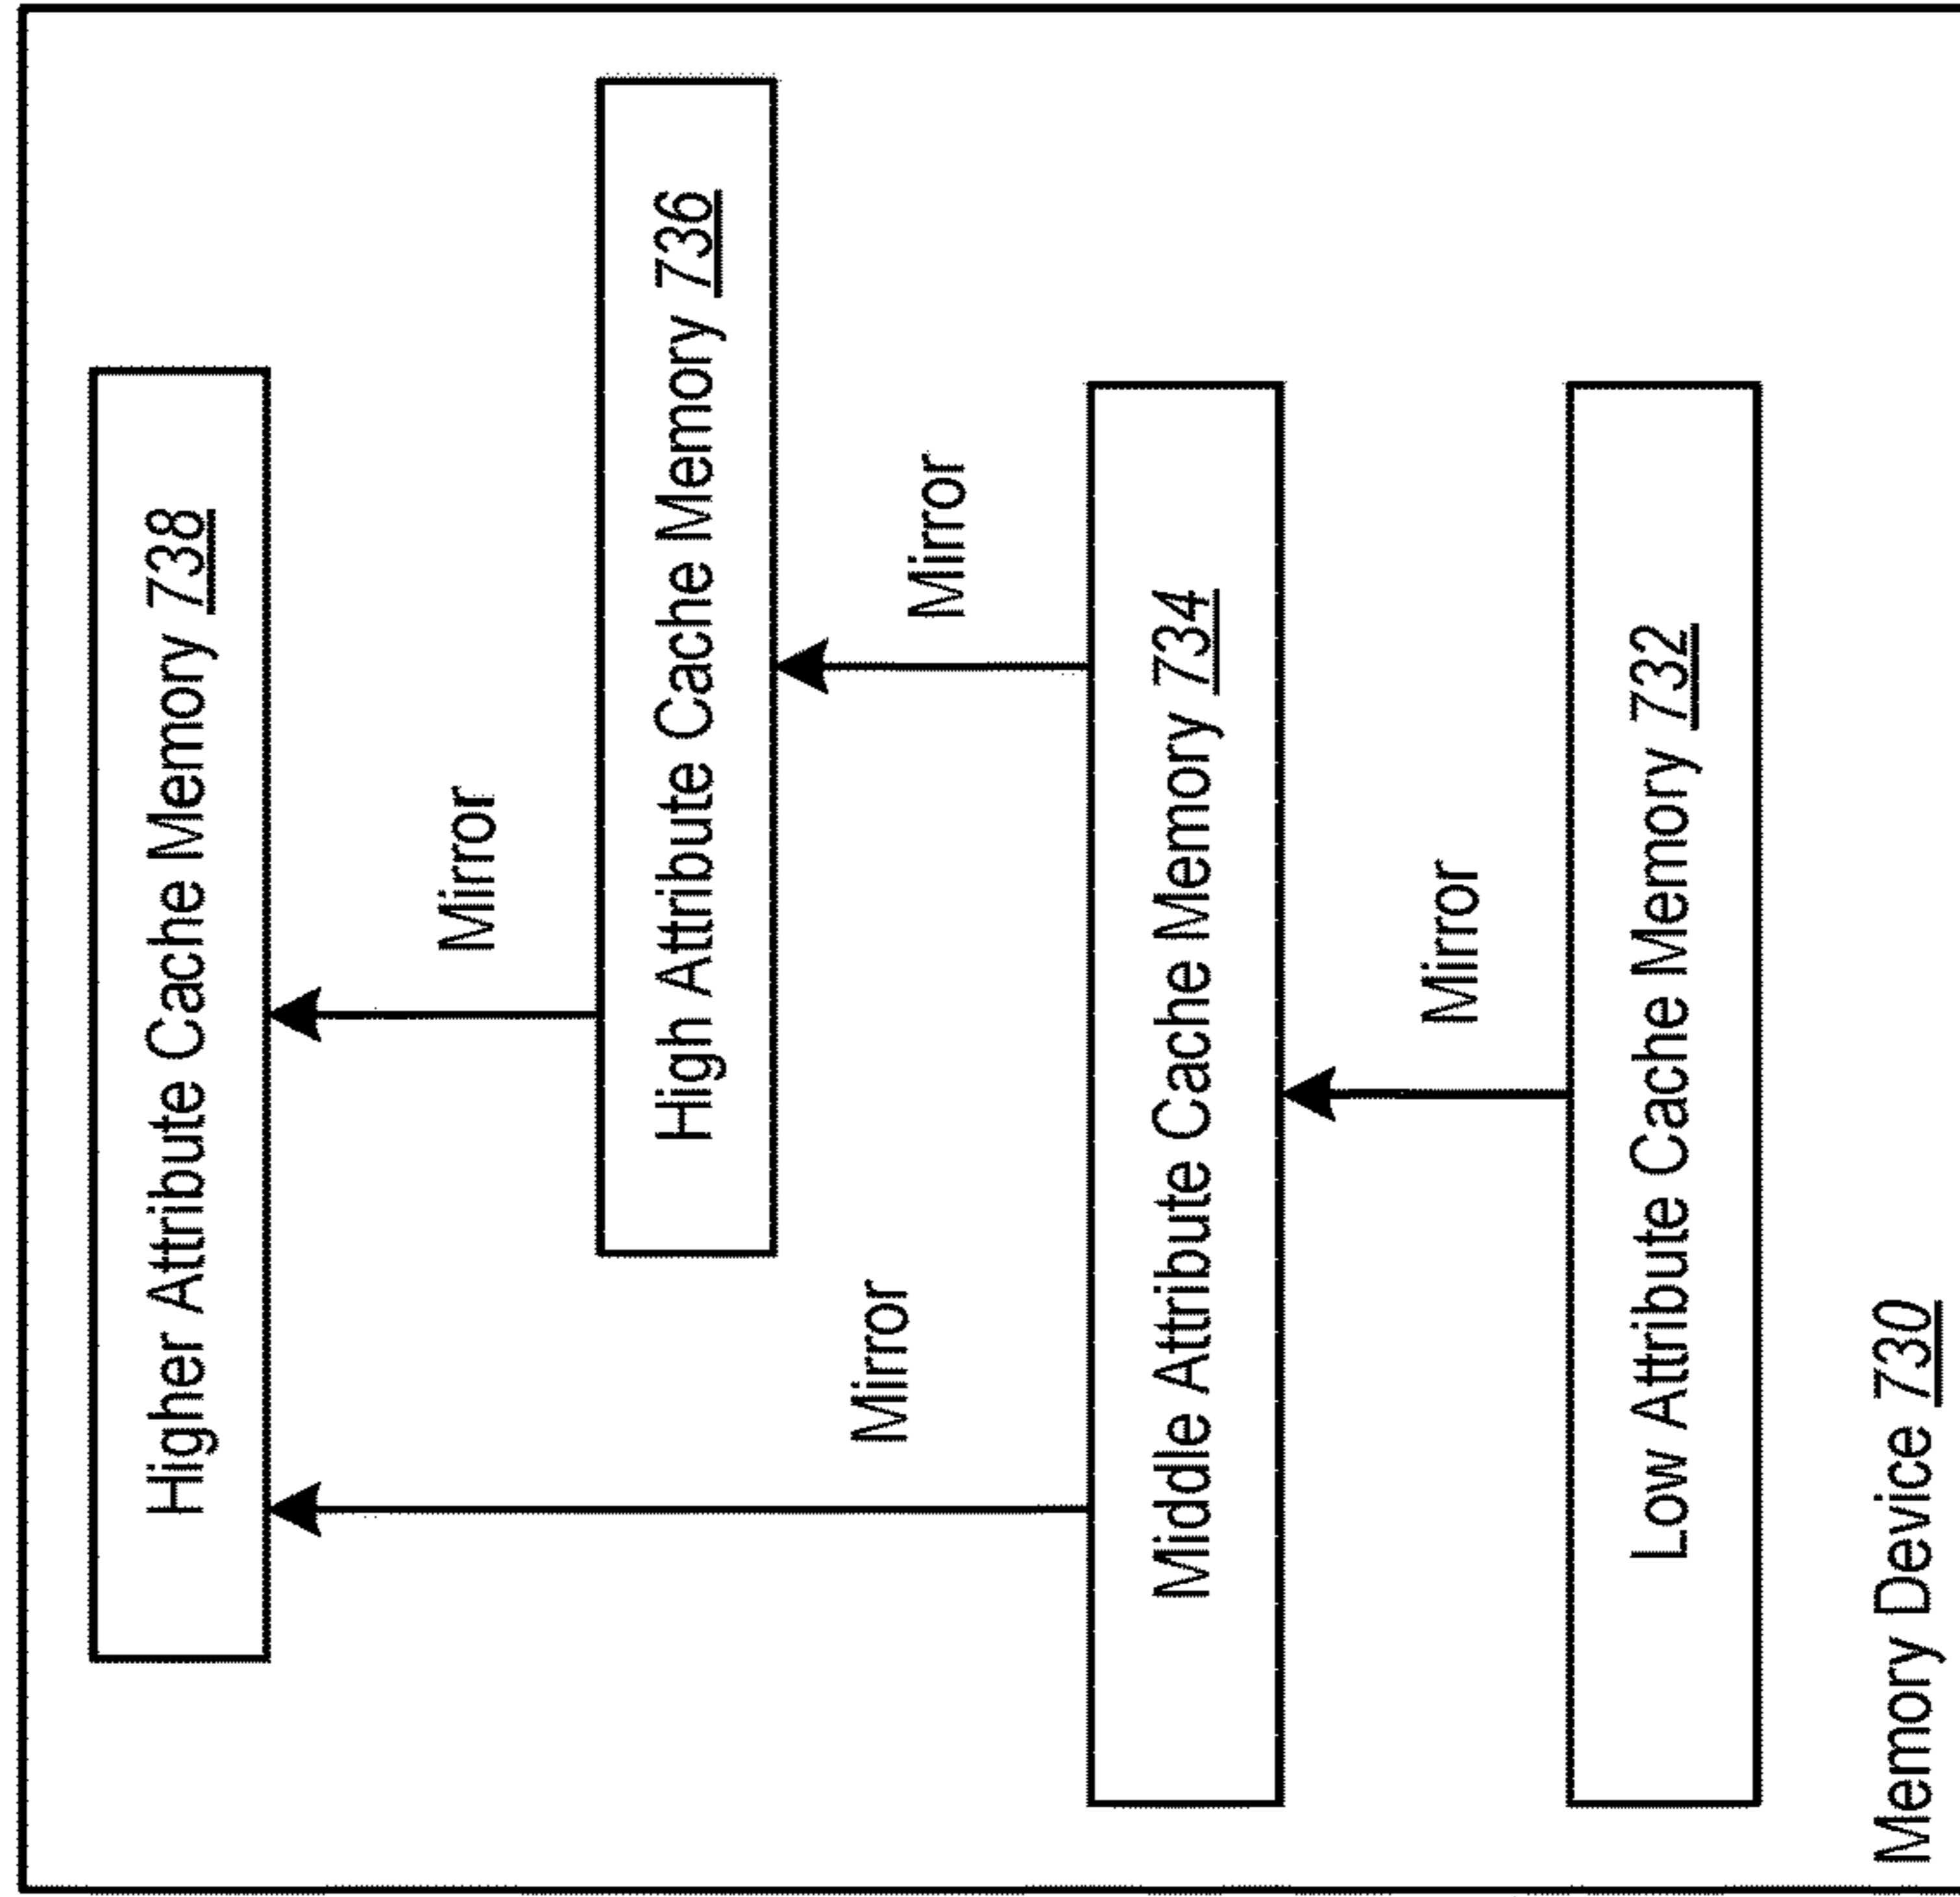 Higher Attribute Cache Memory 738
Mirror
High Attribute Cache Memory 736
Mirror
Mirror
Middle Attribute Cache Memory 734
Mirror
Low Attribute Cache Memory 732
Memory Device 730